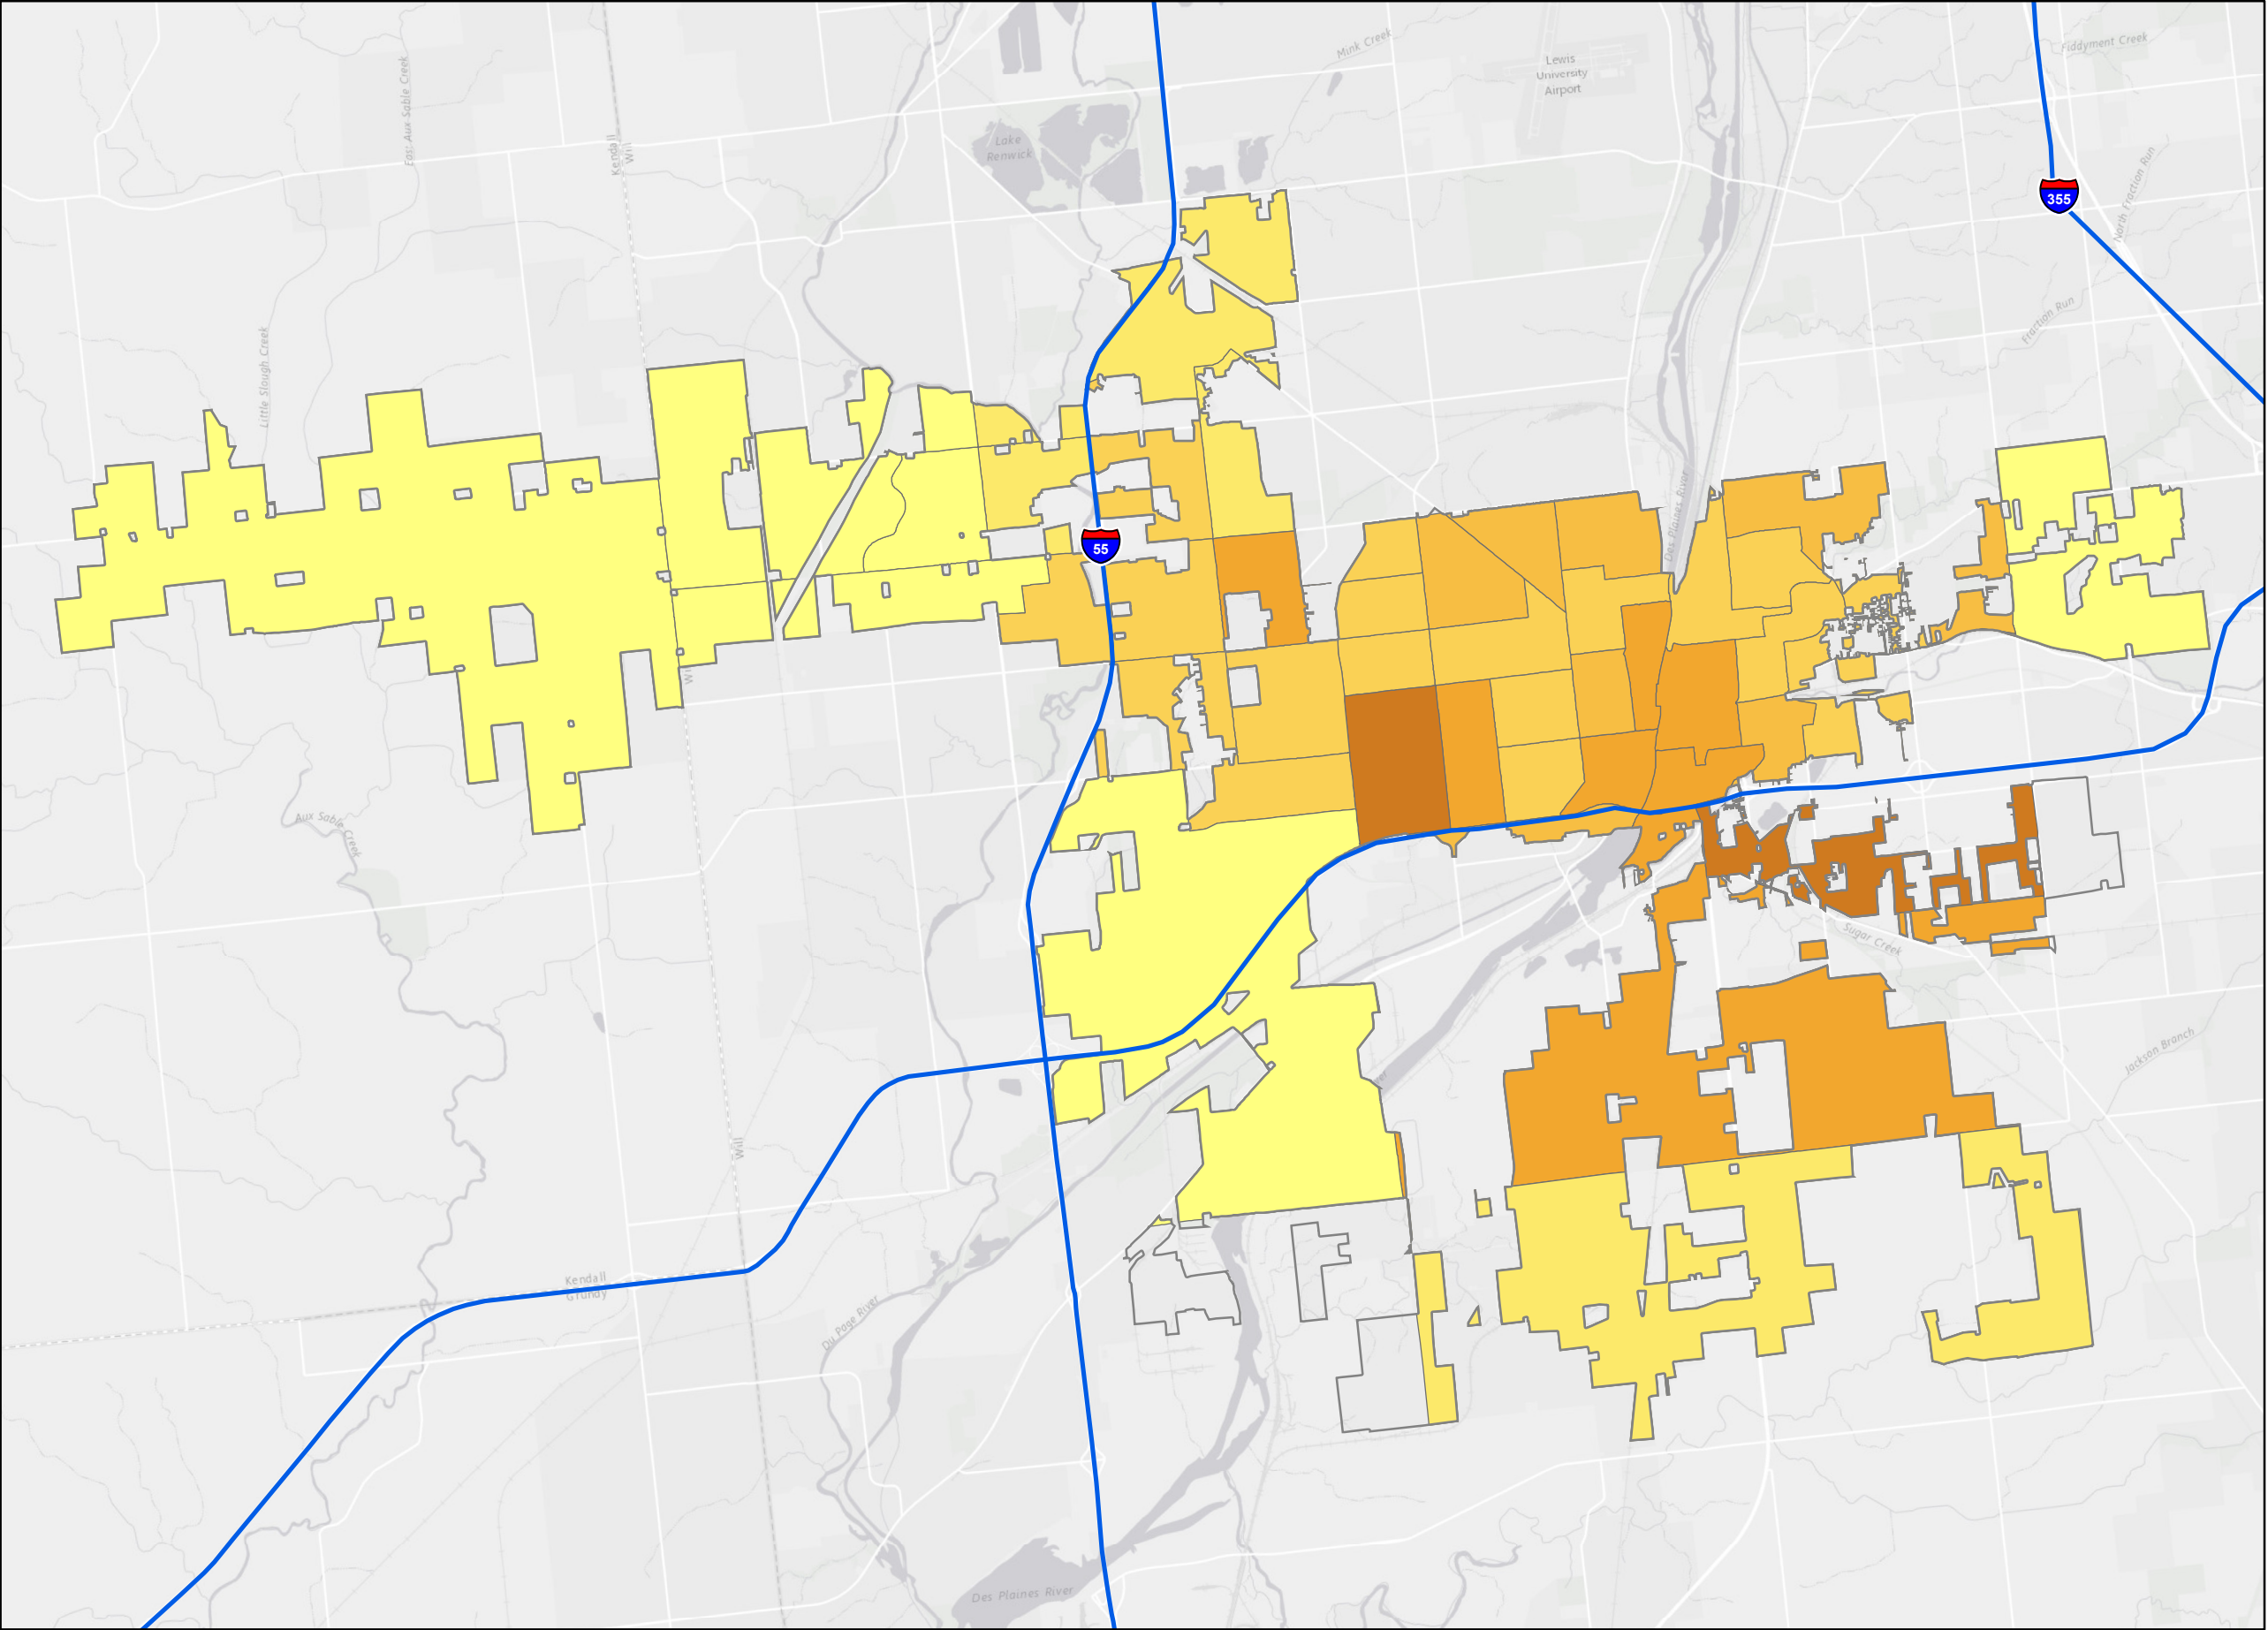 Mink Creek
Fiddyment Creek
Lewis
University
Airport
East Aux Sable Creek
Kendall
Will
Lake
Renwick
North Fraction Run
355
Fraction Run
Little Slough Creek
Des Plaines River
55
Aux Sable Creek
Sugar Creek
Jackson Branch
Will
Kendall
Grundy
Du Page River
Des Plaines River